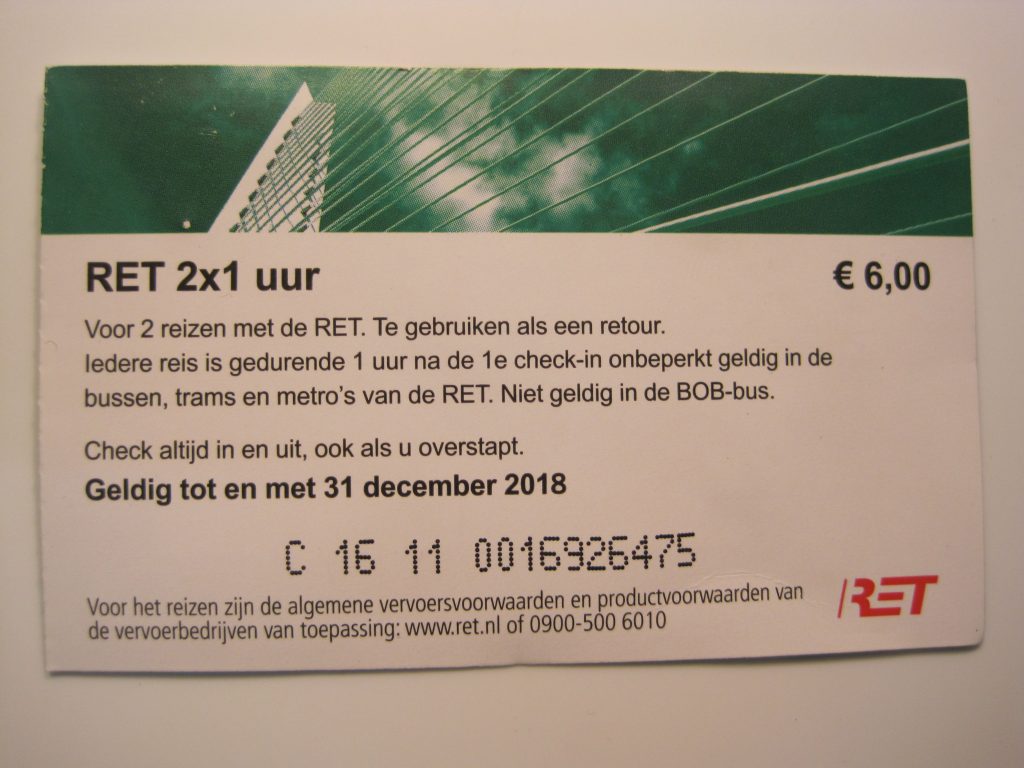 RET 2x1 uur € 6,00
Voor 2 reizen met de RET. Te gebruiken als een retour.
Iedere reis is gedurende 1 uur na de 1e check-in onbeperkt geldig in de
bussen, trams en metro's van de RET. Niet geldig in de BOB-bus.
Check altijd in en uit, ook als u overstapt.
Geldig tot en met 31 december 2018
C 16 11 0016926475
Voor het reizen zijn de algemene vervoersvoorwaarden en productvoorwaarden van
de vervoerbedrijven van toepassing: www.ret.nl of 0900-500 6010
RET